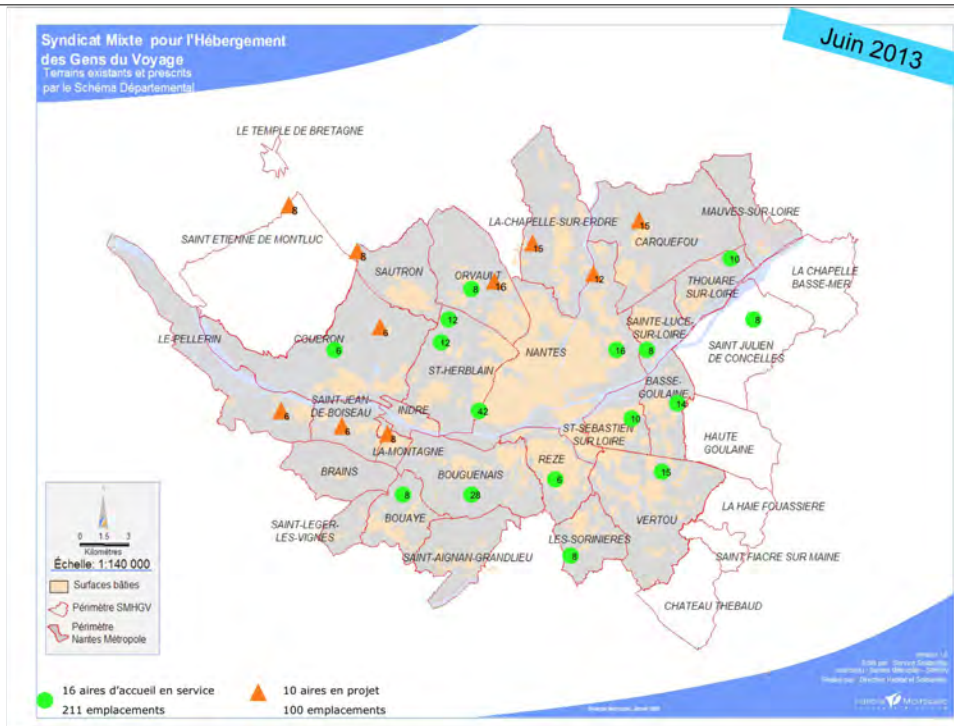 Syndicat Mixte pour l'Hébergement
des Gens du Voyage
Terrains existants et prescrits
par le Schéma Départemental
Juin 2013
LE TEMPLE DE BRETAGNE
8
SAINT ETIENNE DE MONTLUC
8
SAUTRON
ORVAULT
8
16
LA-CHAPELLE-SUR-ERDRE
15
12
15
CARQUEFOU
MAUVES-SUR-LOIRE
10
THOUARE-
SUR-LOIRE
LA CHAPELLE
BASSE-MER
8
SAINT JULIEN
DE CONCELLES
LE-PELLERIN
COUERON
6
6
12
12
ST-HERBLAIN
42
NANTES
16
SAINTE-LUCE-
SUR-LOIRE
8
BASSE-
GOULAINE
14
HAUTE
GOULAINE
SAINT-JEAN-
DE-BOISEAU
6
6
INDRE
8
LA-MONTAGNE
10
ST-SEBASTIEN
SUR LOIRE
BRAINS
BOUGUENAIS
28
REZE
6
15
VERTOU
LA HAIE FOUASSIERE
8
BOUAYE
SAINT-LEGER-
LES-VIGNES
SAINT-AIGNAN-GRANDLIEU
LES-SORINIERES
8
SAINT FIACRE SUR MAINE
CHATEAU THEBAUD
0 1.5 3
Kilomètres
Échelle: 1:140 000
Surfaces bâties
Périmètre SMHGV
Périmètre
Nantes Métropole
16 aires d'accueil en service
211 emplacements
10 aires en projet
100 emplacements